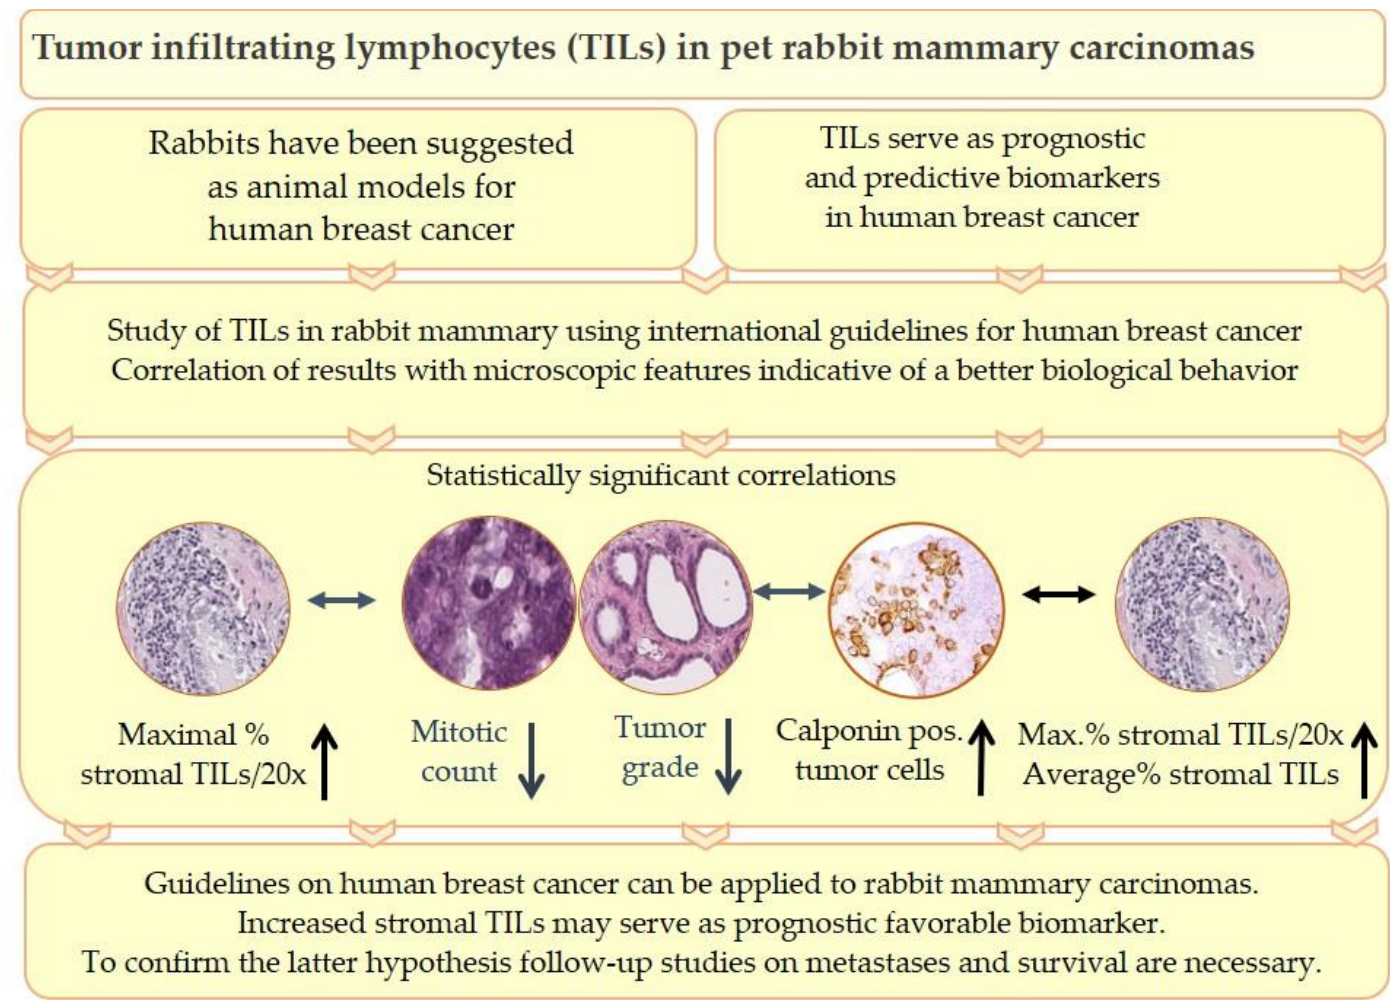 Tumor infiltrating lymphocytes (TILs) in pet rabbit mammary carcinomas
Rabbits have been suggested
as animal models for
human breast cancer
TILs serve as prognostic
and predictive biomarkers
in human breast cancer
Study of TILs in rabbit mammary using international guidelines for human breast cancer
Correlation of results with microscopic features indicative of a better biological behavior
Statistically significant correlations
Maximal %
stromal TILs/20x
Mitotic
count
Tumor
grade
Calponin pos.
tumor cells
Max.% stromal TILs/20x
Average% stromal TILs
Guidelines on human breast cancer can be applied to rabbit mammary carcinomas.
Increased stromal TILs may serve as prognostic favorable biomarker.
To confirm the latter hypothesis follow-up studies on metastases and survival are necessary.